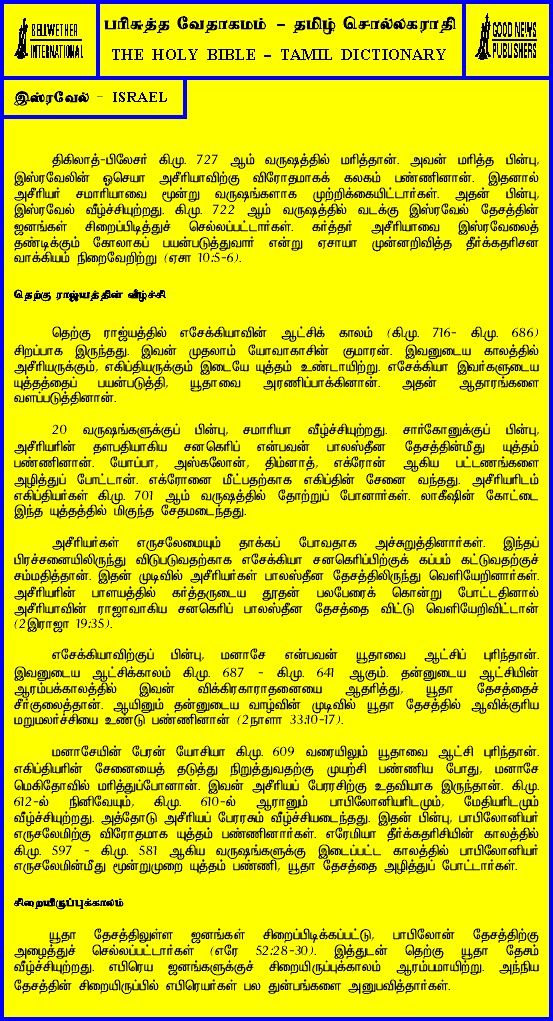 BELLWETHER INTERNATIONAL
பரிசுத்த வேதாகமம் – தமிழ் சொல்லகராதி
THE HOLY BIBLE – TAMIL DICTIONARY
GOOD NEWS PUBLISHERS
இஸ்ரவேல் – ISRAEL
திகிலாத்-பிலேசர் கி.மு. 727 ஆம் வருஷத்தில் மரித்தான். அவன் மரித்த பின்பு,
இஸ்ரவேலின் ஓசெயா அசீரியாவிற்கு விரோதமாகக் கலகம் பண்ணினான். இதனால்
அசீரியர் சமாரியாவை மூன்று வருஷங்களாக முற்றிக்கையிட்டார்கள். அதன் பின்பு,
இஸ்ரவேல் வீழ்ச்சியுற்றது. கி.மு. 722 ஆம் வருஷத்தில் வடக்கு இஸ்ரவேல் தேசத்தின்
ஜனங்கள் சிறைப்பிடித்துச் செல்லப்பட்டார்கள். கர்த்தர் அசீரியாவை இஸ்ரவேலைத்
தண்டிக்கும் கோலாகப் பயன்படுத்துவார் என்று ஏசாயா முன்னறிவித்த தீர்க்கதரிசன
வாக்கியம் நிறைவேறிற்று (ஏசா 10:5-6).
தெற்கு ராஜ்யத்தின் வீழ்ச்சி
தெற்கு ராஜ்யத்தில் எசேக்கியாவின் ஆட்சிக் காலம் (கி.மு. 716- கி.மு. 686)
சிறப்பாக இருந்தது. இவன் முதலாம் யோவாகாசின் குமாரன். இவனுடைய காலத்தில்
அசீரியருக்கும், எகிப்தியருக்கும் இடையே யுத்தம் உண்டாயிற்று. எசேக்கியா இவர்களுடைய
யுத்தத்தைப் பயன்படுத்தி, யூதாவை அரணிப்பாக்கினான். அதன் ஆதாரங்களை
வளப்படுத்தினான்.
20 வருஷங்களுக்குப் பின்பு, சமாரியா வீழ்ச்சியுற்றது. சார்கோனுக்குப் பின்பு,
அசீரியரின் தளபதியாகிய சனகெரிப் என்பவன் பாலஸ்தீன தேசத்தின்மீது யுத்தம்
பண்ணினான். யோப்பா, அஸ்கலோன், திம்னாத், எக்ரோன் ஆகிய பட்டணங்களை
அழித்துப் போட்டான். எக்ரோனை மீட்பதற்காக எகிப்தின் சேனை வந்தது. அசீரியரிடம்
எகிப்தியர்கள் கி.மு. 701 ஆம் வருஷத்தில் தோற்றுப் போனார்கள். லாகீஷின் கோட்டை
இந்த யுத்தத்தில் மிகுந்த சேதமடைந்தது.
அசீரியர்கள் எருசலேமையும் தாக்கப் போவதாக அச்சுறுத்தினார்கள். இந்தப்
பிரச்சனையிலிருந்து விடுபடுவதற்காக எசேக்கியா சனகெரிப்பிற்குக் கப்பம் கட்டுவதற்குச்
சம்மதித்தான். இதன் முடிவில் அசீரியர்கள் பாலஸ்தீன தேசத்திலிருந்து வெளியேறினார்கள்.
அசீரியரின் பாளயத்தில் கர்த்தருடைய தூதன் பலபேரைக் கொன்று போட்டதினால்
அசீரியாவின் ராஜாவாகிய சனகெரிப் பாலஸ்தீன தேசத்தை விட்டு வெளியேறிவிட்டான்
(2இராஜா 19:35).
எசேக்கியாவிற்குப் பின்பு, மனாசே என்பவன் யூதாவை ஆட்சிப் புரிந்தான்.
இவனுடைய ஆட்சிக்காலம் கி.மு. 687 - கி.மு. 641 ஆகும். தன்னுடைய ஆட்சியின்
ஆரம்பக்காலத்தில் இவன் விக்கிரகாராதனையை ஆதரித்து, யூதா தேசத்தைச்
சீர்குலைத்தான். ஆயினும் தன்னுடைய வாழ்வின் முடிவில் யூதா தேசத்தில் ஆவிக்குரிய
மறுமலர்ச்சியை உண்டு பண்ணினான் (2நாளா 33:10-17).
மனாசேயின் பேரன் யோசியா கி.மு. 609 வரையிலும் யூதாவை ஆட்சி புரிந்தான்.
எகிப்தியரின் சேனையைத் தடுத்து நிறுத்துவதற்கு முயற்சி பண்ணிய போது, மனாசே
மெகிதோவில் மரித்துப்போனான். இவன் அசீரியப் பேரரசிற்கு உதவியாக இருந்தான். கி.மு.
612-ல் நினிவேயும், கி.மு. 610-ல் ஆரானும் பாபிலோனியரிடமும், மேதியரிடமும்
வீழ்ச்சியுற்றது. அத்தோடு அசீரியப் பேரரசும் வீழ்ச்சியடைந்தது. இதன் பின்பு, பாபிலோனியர்
எருசலேமிற்கு விரோதமாக யுத்தம் பண்ணினார்கள். எரேமியா தீர்க்கதரிசியின் காலத்தில்
கி.மு. 597 - கி.மு. 581 ஆகிய வருஷங்களுக்கு இடைப்பட்ட காலத்தில் பாபிலோனியர்
எருசலேமின்மீது மூன்றுமுறை யுத்தம் பண்ணி, யூதா தேசத்தை அழித்துப் போட்டார்கள்.
சிறையிருப்புக்காலம்
யூதா தேசத்திலுள்ள ஜனங்கள் சிறைப்பிடிக்கப்பட்டு, பாபிலோன் தேசத்திற்கு
அழைத்துச் செல்லப்பட்டார்கள் (எரே 52:28-30). இத்துடன் தெற்கு யூதா தேசம்
வீழ்ச்சியுற்றது. எபிரெய ஜனங்களுக்குச் சிறையிருப்புக்காலம் ஆரம்பமாயிற்று. அந்நிய
தேசத்தின் சிறையிருப்பில் எபிரெயர்கள் பல துன்பங்களை அனுபவித்தார்கள்.